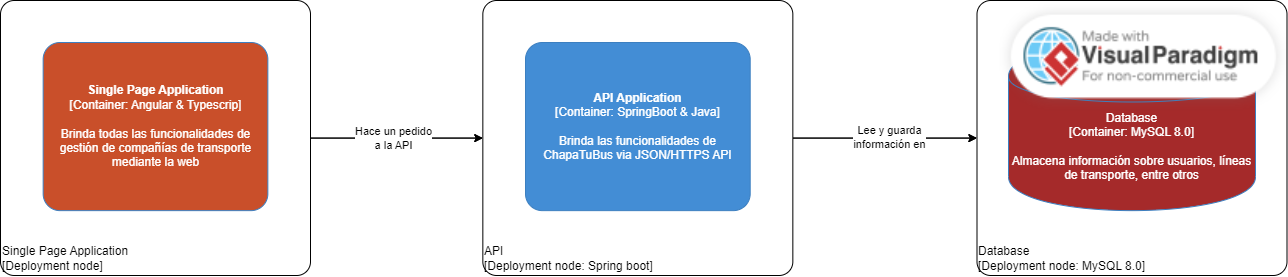 Single Page Application
[Container: Angular & Typescrip]
Brinda todas las funcionalidades de
gestión de compañías de transporte
mediante la web
Single Page Application
[Deployment node]
Hace un pedido
a la API
API Application
[Container: SpringBoot & Java]
Brinda las funcionalidades de
ChapaTuBus via JSON/HTTPS API
API
[Deployment node: Spring boot]
Lee y guarda
información en
Made with
Visual Paradigm
For non-commercial use
Database
[Container: MySQL 8.0]
Almacena información sobre usuarios, líneas
de transporte, entre otros
Database
[Deployment node: MySQL 8.0]